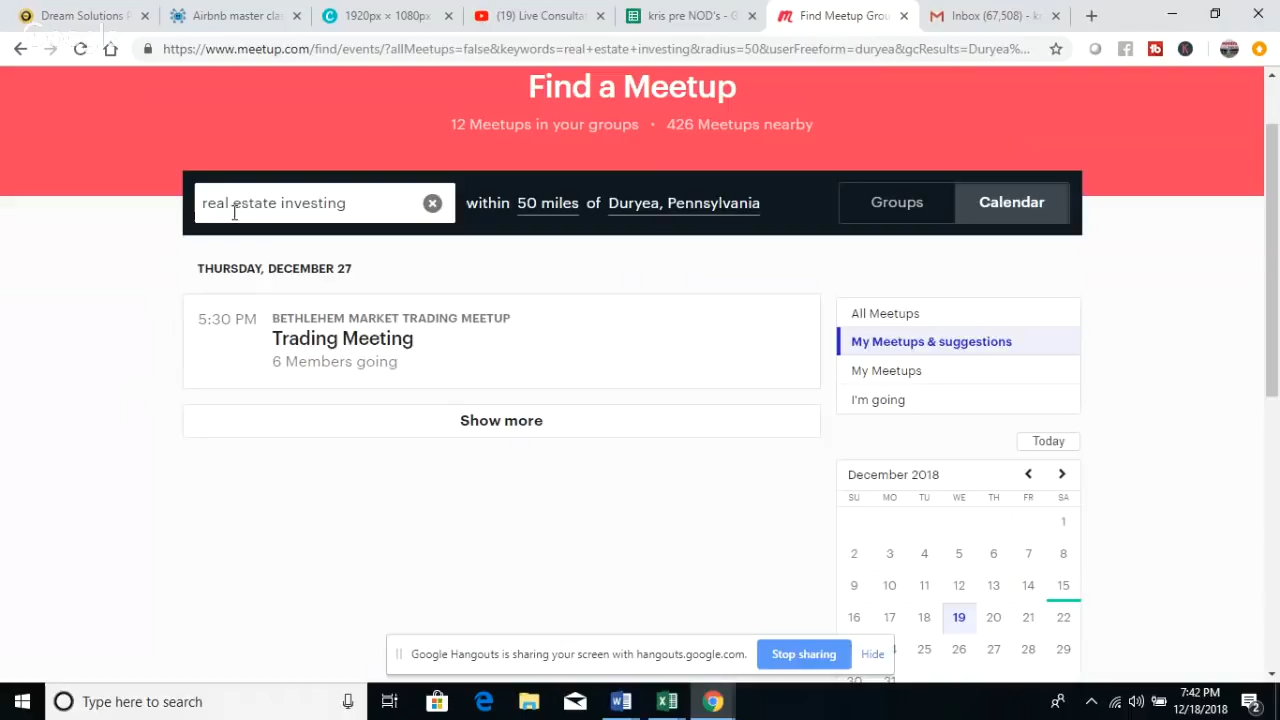 Dream Solutions P
Airbnb master clas
1920px × 1080px
(19) Live Consultat
kris pre NOD's -
Find Meetup Grou
Inbox (67,508) - k
https://www.meetup.com/find/events/?allMeetups=false&keywords=real+estate+investing&radius=50&userFreeform=duryea&gcResults=Duryea%...
Find a Meetup
12 Meetups in your groups • 426 Meetups nearby
real estate investing
within 50 miles of Duryea, Pennsylvania
Groups
Calendar
THURSDAY, DECEMBER 27
5:30 PM
BETHLEHEM MARKET TRADING MEETUP
Trading Meeting
6 Members going
Show more
All Meetups
My Meetups & suggestions
My Meetups
I'm going
Today
December 2018
SU MO TU WE TH FR SA
1
2 3 4 5 6 7 8
9 10 11 12 13 14 15
16 17 18 19 20 21 22
25 26 27 28 29
30 31
Google Hangouts is sharing your screen with hangouts.google.com.
Stop sharing
Hide
Type here to search
7:42 PM
12/18/2018
2